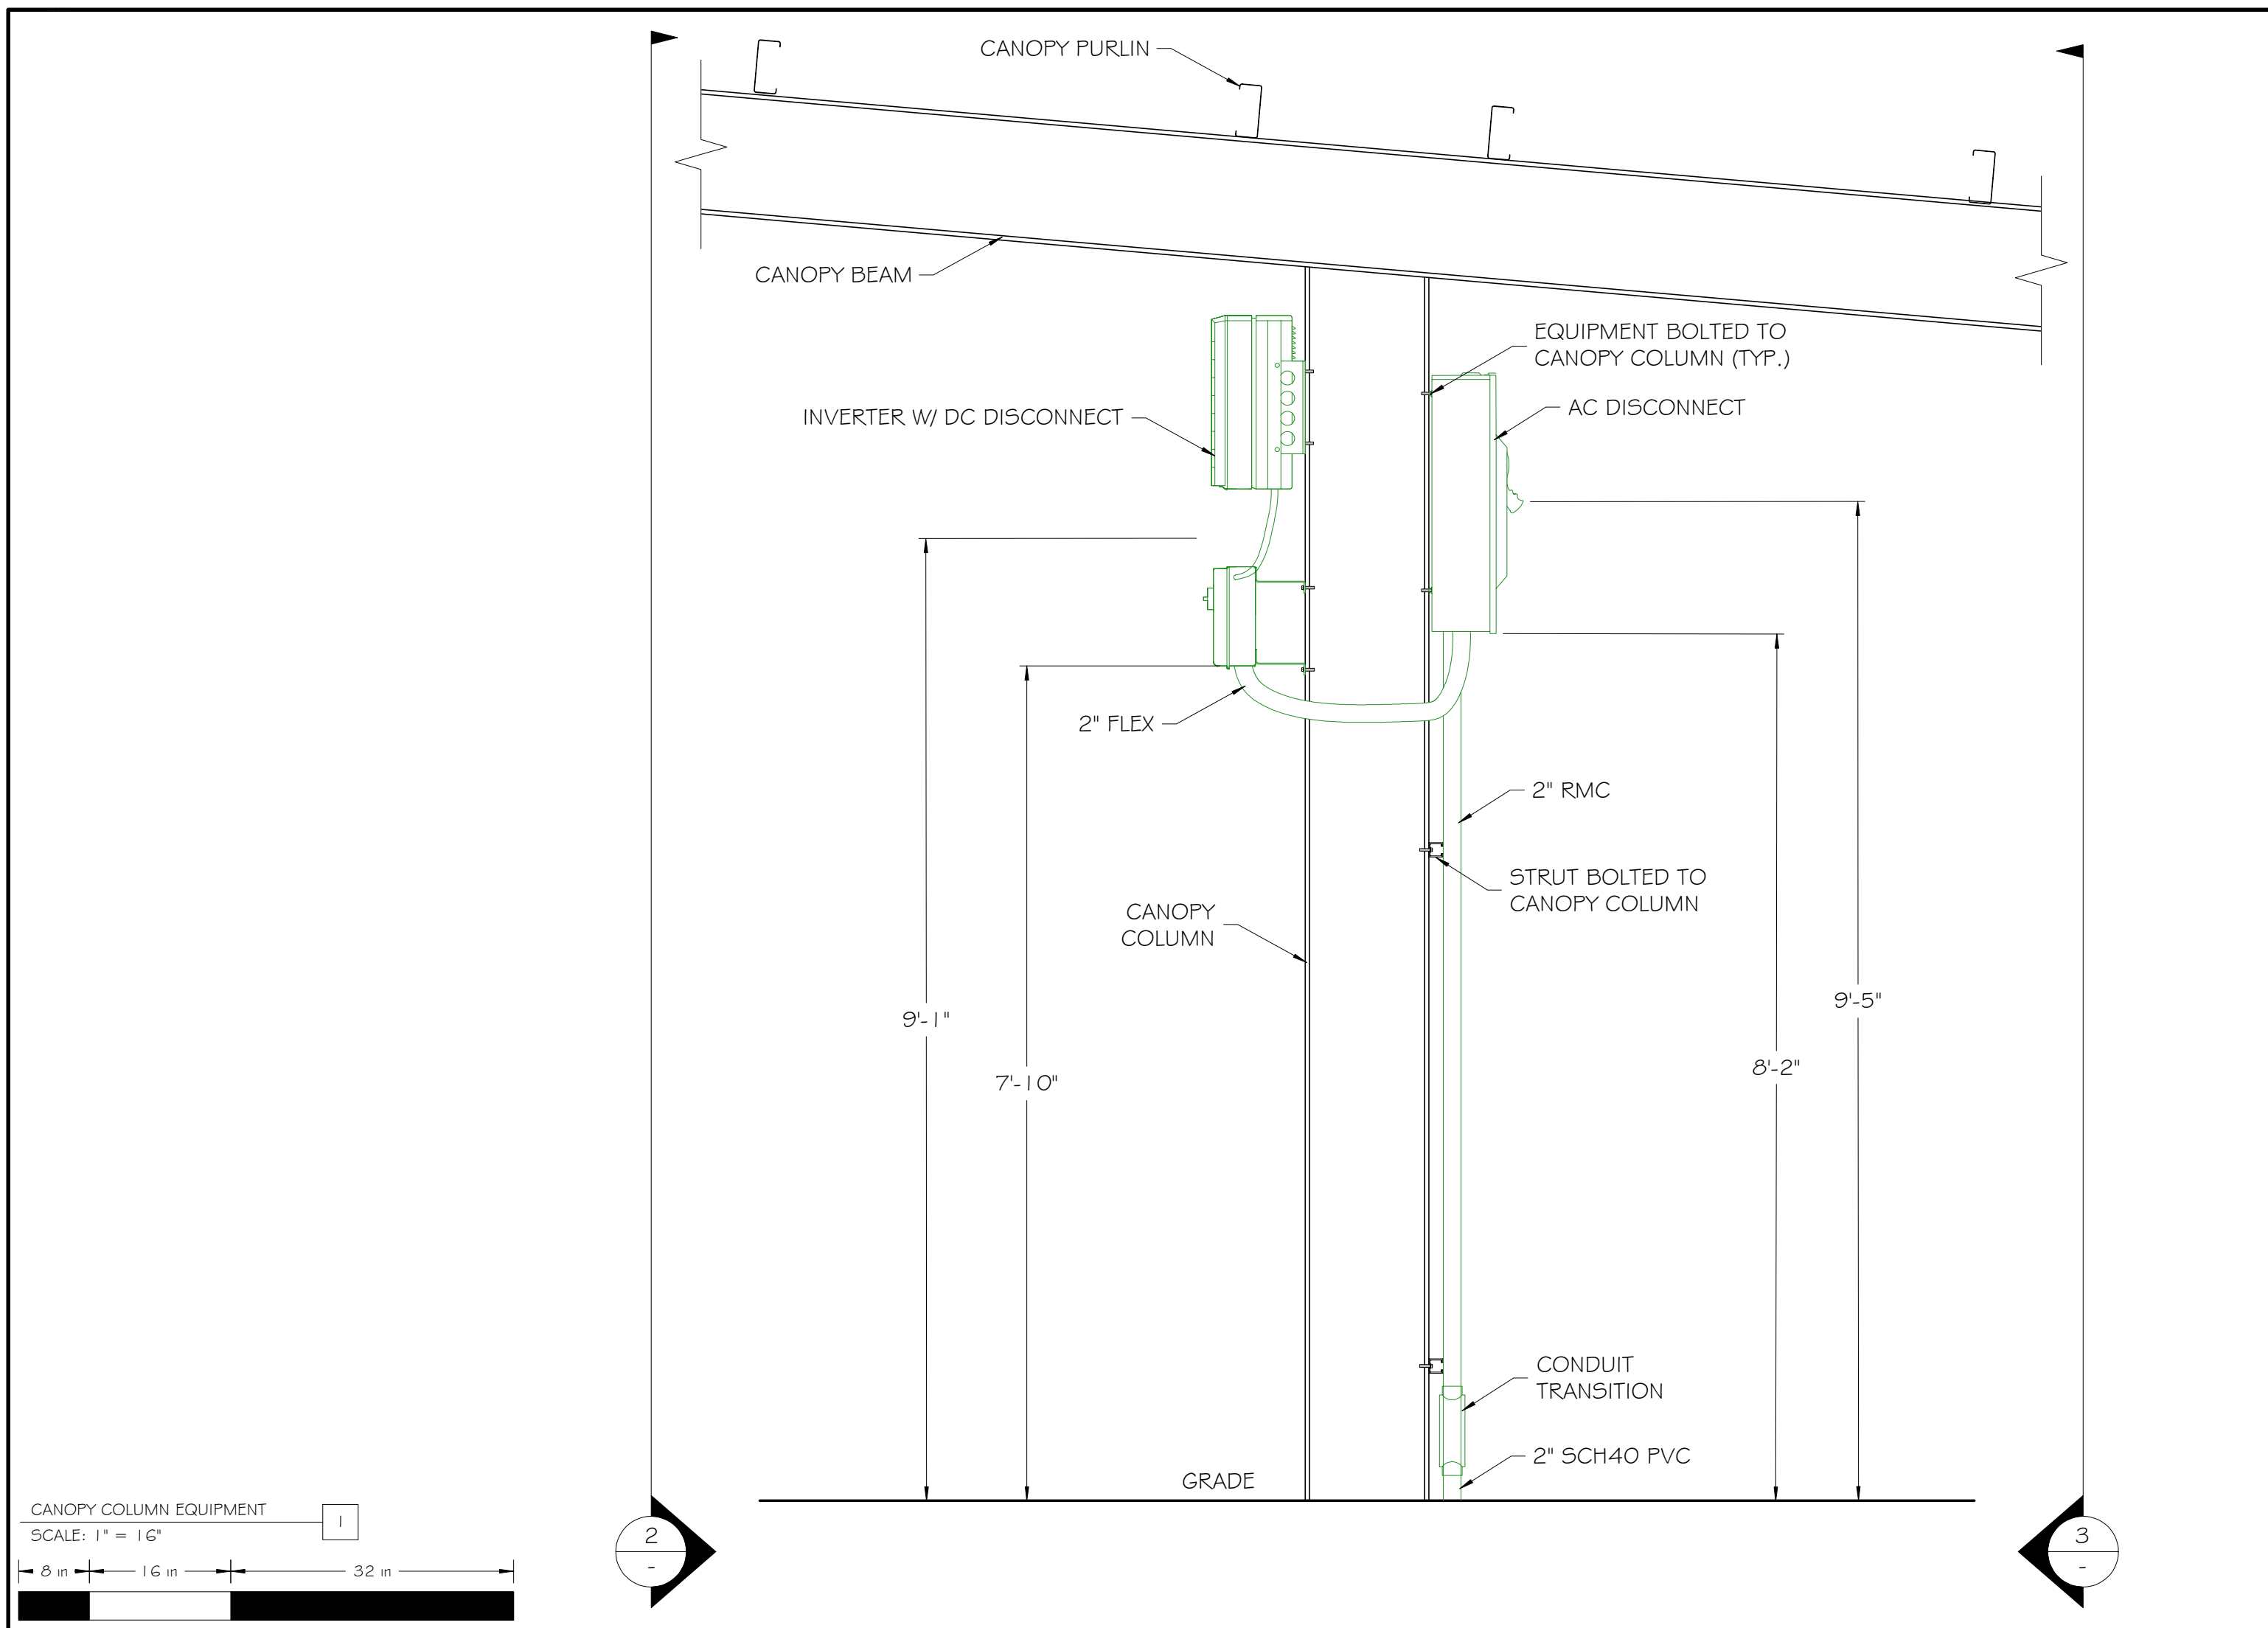 CANOPY PURLIN
CANOPY BEAM
EQUIPMENT BOLTED TO
CANOPY COLUMN (TYP.)
AC DISCONNECT
INVERTER W/ DC DISCONNECT
2" FLEX
2" RMC
STRUT BOLTED TO
CANOPY COLUMN
CANOPY
COLUMN
9'-1"
7'-10"
9'-5"
8'-2"
CONDUIT
TRANSITION
2" SCH40 PVC
GRADE
CANOPY COLUMN EQUIPMENT
1
SCALE: 1" = 16"
8 in
16 in
32 in
2
-
3
-